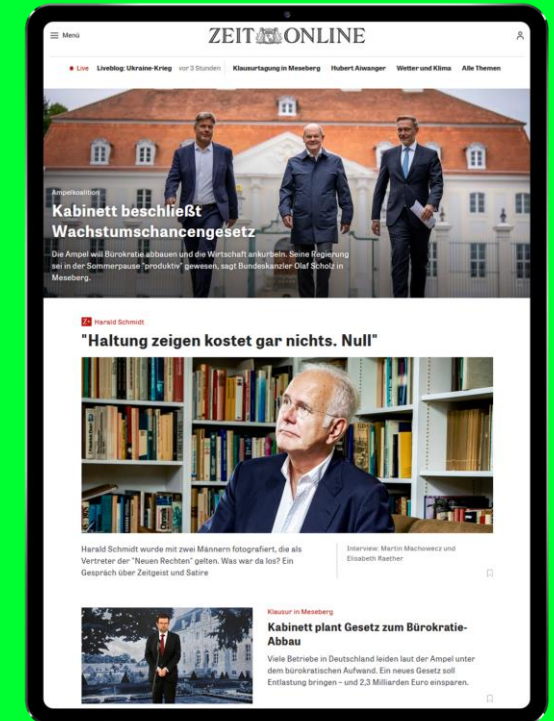 Menü
ZEIT ONLINE
Live Liveblog: Ukraine-Krieg vor 3 Stunden Klausurtagung in Meseberg Hubert Aiwanger Wetter und Klima Alle Themen
Ampelkoalition
Kabinett beschließt
Wachstumschancengesetz
Die Ampel will Bürokratie abbauen und die Wirtschaft ankurbeln. Seine Regierung
sei in der Sommerpause "produktiv" gewesen, sagt Bundeskanzler Olaf Scholz in
Meseberg.
Z+ Harald Schmidt
"Haltung zeigen kostet gar nichts. Null"
Harald Schmidt wurde mit zwei Männern fotografiert, die als
Vertreter der "Neuen Rechten" gelten. Was war da los? Ein
Gespräch über Zeitgeist und Satire
Interview: Martin Machowecz und
Elisabeth Raether
Klausur in Meseberg
Kabinett plant Gesetz zum Bürokratie-
Abbau
Viele Betriebe in Deutschland leiden laut der Ampel unter
dem bürokratischen Aufwand. Ein neues Gesetz soll
Entlastung bringen – und 2,3 Milliarden Euro einsparen.